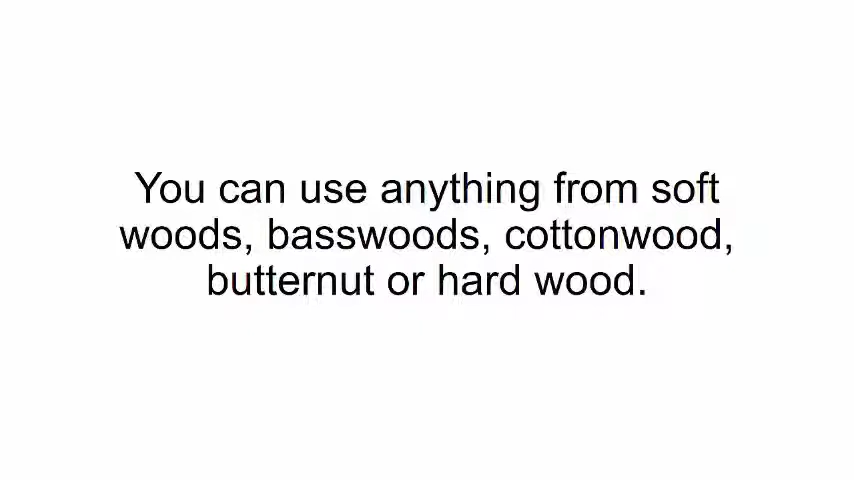 You can use anything from soft
woods, basswoods, cottonwood,
butternut or hard wood.